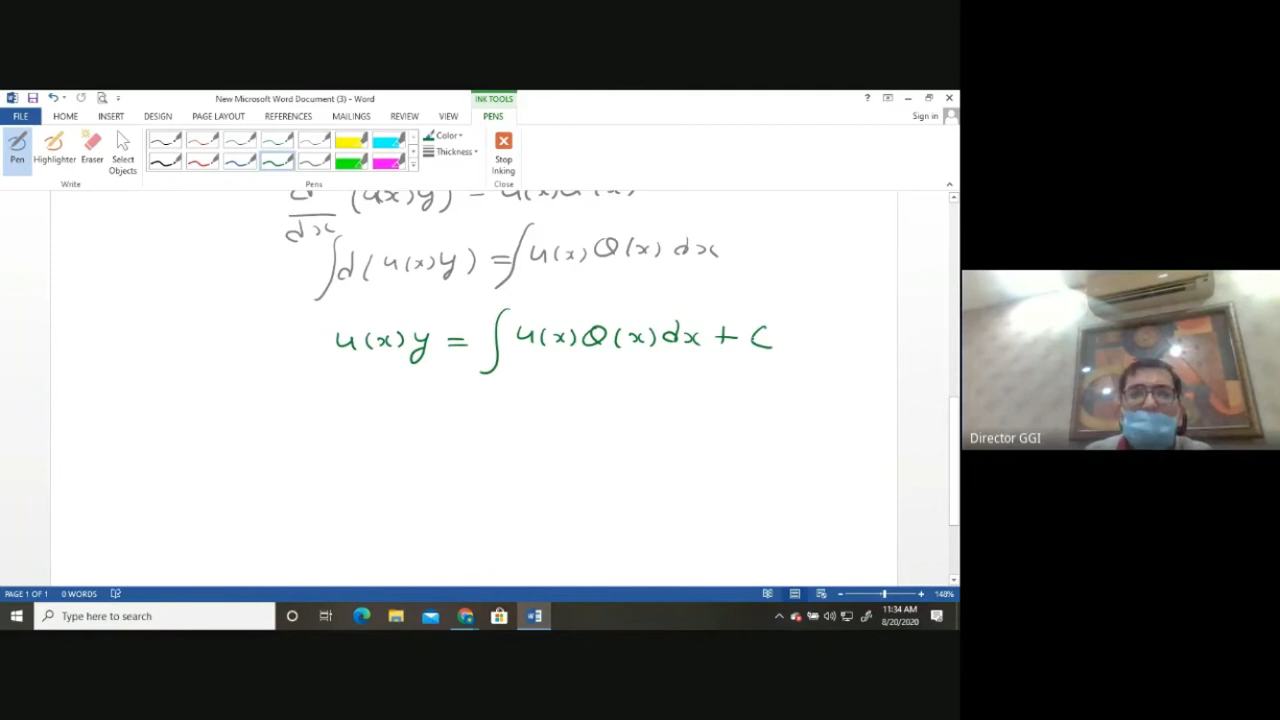 New Microsoft Word Document (3) - Word
INK TOOLS
?
FILE HOME INSERT DESIGN PAGE LAYOUT REFERENCES MAILINGS REVIEW VIEW PENS
Sign in
Pen Highlighter Eraser Select Objects
Color
Thickness
Stop Inking
Write Pens Close
dx
∫d(u(x)y) = ∫u(x)Q(x) dx
u(x)y = ∫u(x)Q(x)dx + C
Director GGI
PAGE 1 OF 1 0 WORDS 148%
Type here to search
11:34 AM
8/20/2020